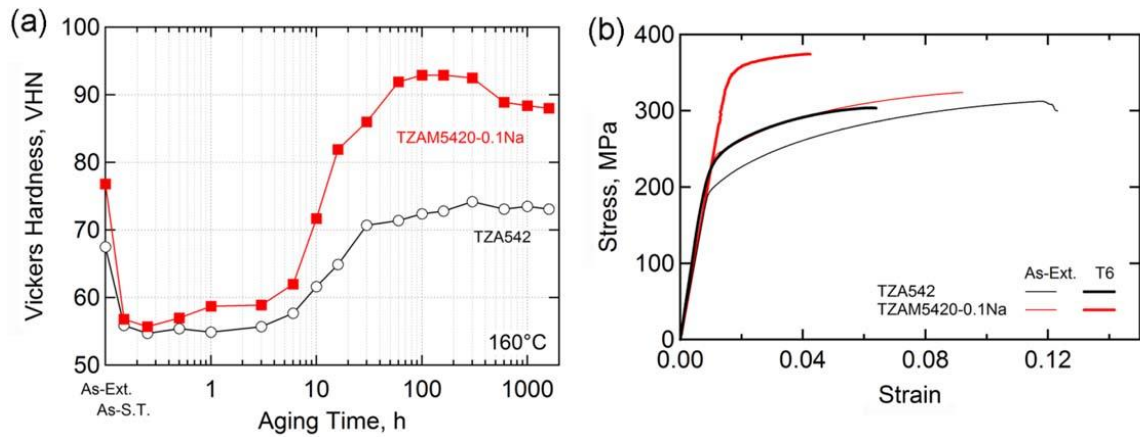 (a)
Vickers Hardness, VHN
100
90
80
70
60
50
TZAM5420-0.1Na
TZA542
160°C
As-Ext.
As-S.T.
1
10
100
1000
Aging Time, h
(b)
Stress, MPa
400
300
200
100
0
As-Ext. T6
TZA542
TZAM5420-0.1Na
0.00
0.04
0.08
0.12
Strain